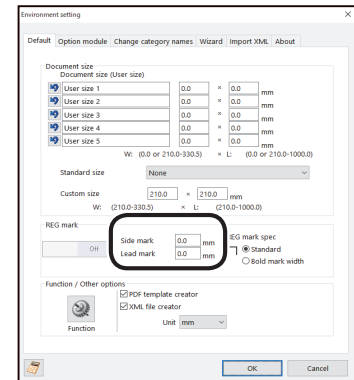 Environment setting
Default Option module Change category names Wizard Import XML About
Document size
Document size (User size)
User size 1 0.0 × 0.0 mm
User size 2 0.0 × 0.0 mm
User size 3 0.0 × 0.0 mm
User size 4 0.0 × 0.0 mm
User size 5 0.0 × 0.0 mm
W: (0.0 or 210.0-330.5) × L: (0.0 or 210.0-1000.0)
Standard size None
Custom size 210.0 × 210.0 mm
W: (210.0-330.5) × L: (210.0-1000.0)
REG mark
Off
Side mark 0.0 mm
Lead mark 0.0 mm
REG mark spec
Standard
Bold mark width
Function / Other options
PDF template creator
XML file creator
Function
Unit mm
OK Cancel